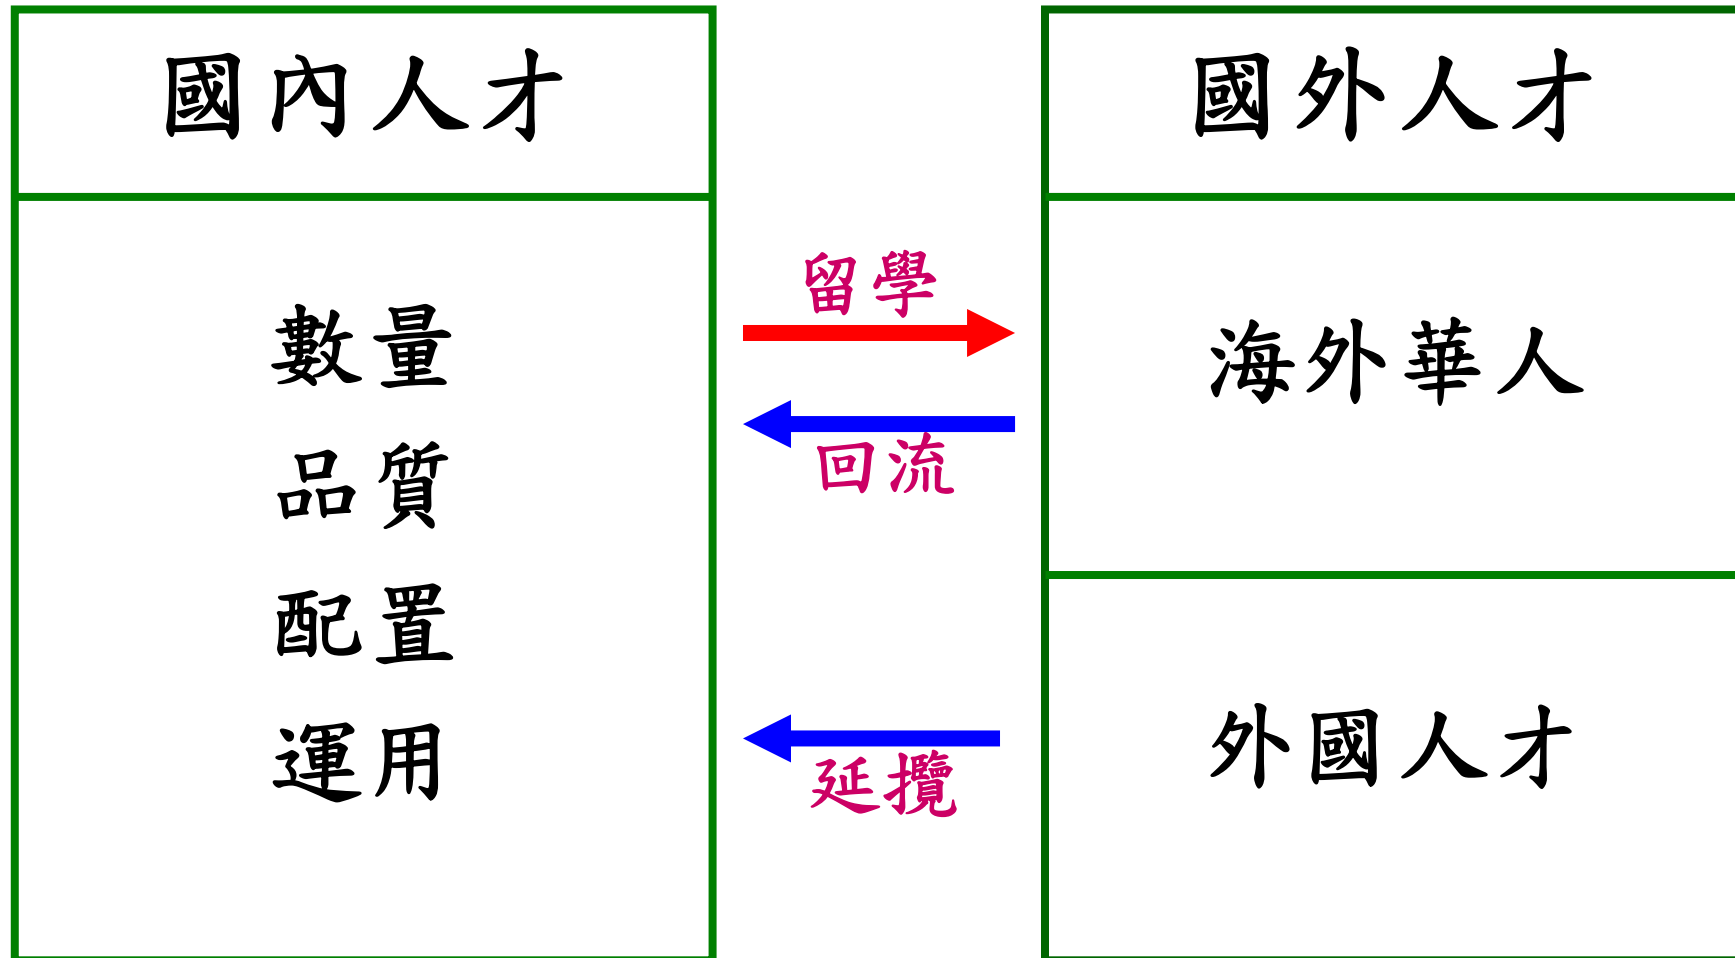 國內人才
數量
品質
配置
運用
留學
回流
延攬
國外人才
海外華人
外國人才